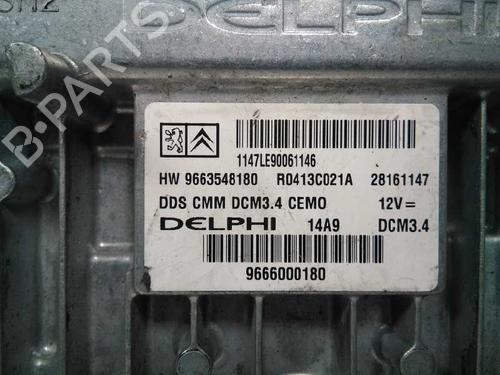 DELPHI
1147LE90061146
HW 9663548180 R0413C021A 28161147
DDS CMM DCM3.4 CEMO 12V=
DELPHI 14A9 DCM3.4
9666000180
B-PARTS